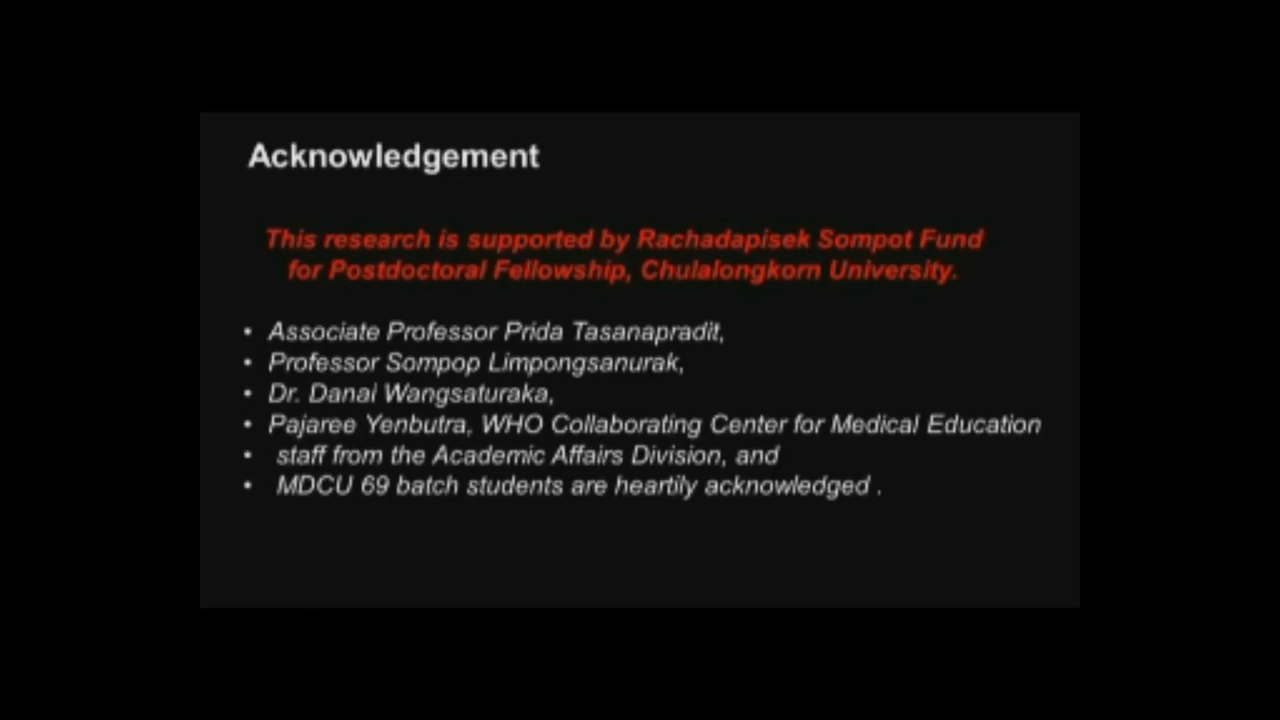 Acknowledgement
This research is supported by Rachadapisek Sompot Fund
for Postdoctoral Fellowship, Chulalongkorn University.
• Associate Professor Prida Tasanapradit,
• Professor Sompop Limpongsanurak,
• Dr. Danai Wangsaturaka,
• Pajaree Yenbutra, WHO Collaborating Center for Medical Education
• staff from the Academic Affairs Division, and
• MDCU 69 batch students are heartily acknowledged .